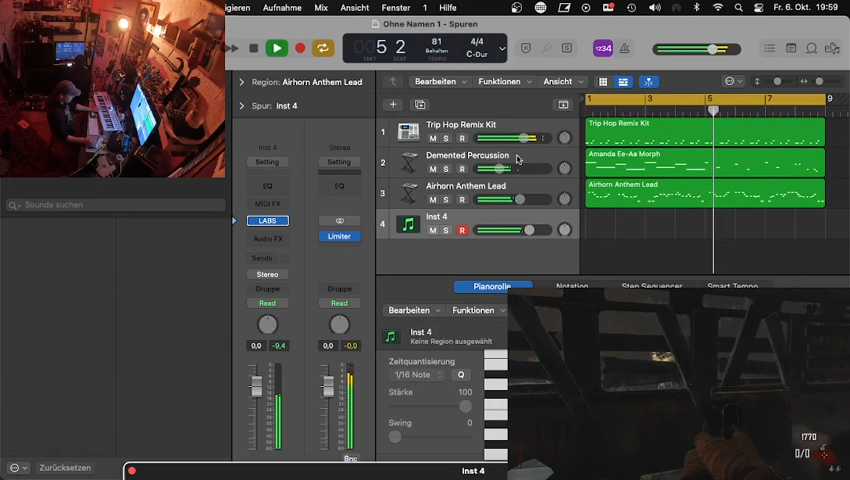 igieren Aufnahme Mix Ansicht Fenster 1 Hilfe Fr. 6. Okt. 19:59
Ohne Namen 1 - Spuren
5 2
TAKT
81
Behalten
TEMPO
4/4
C-Dur
1234
Region: Airhorn Anthem Lead
Spur: Inst 4
Bearbeiten Funktionen Ansicht
1 3 5 7 9
1 Trip Hop Remix Kit
M S R
Trip Hop Remix Kit
2 Demented Percussion
M S R
Amanda Ee-Aa Morph
3 Airhorn Anthem Lead
M S R
Airhorn Anthem Lead
4 Inst 4
M S R
Inst 4 Stereo
Setting Setting
EQ EQ
MIDI FX
LABS
Audio FX Limiter
Sends
Stereo
Gruppe Gruppe
Read Read
0,0 -9,4 0,0 -0,0
Bnc
Sounds suchen
Zurücksetzen
Pianorolle Notation Step Sequencer Smart Tempo
Bearbeiten Funktionen
Inst 4
Keine Region ausgewählt
Zeitquantisierung
1/16 Note Q
Stärke 100
Swing 0
Inst 4
1770
0/0